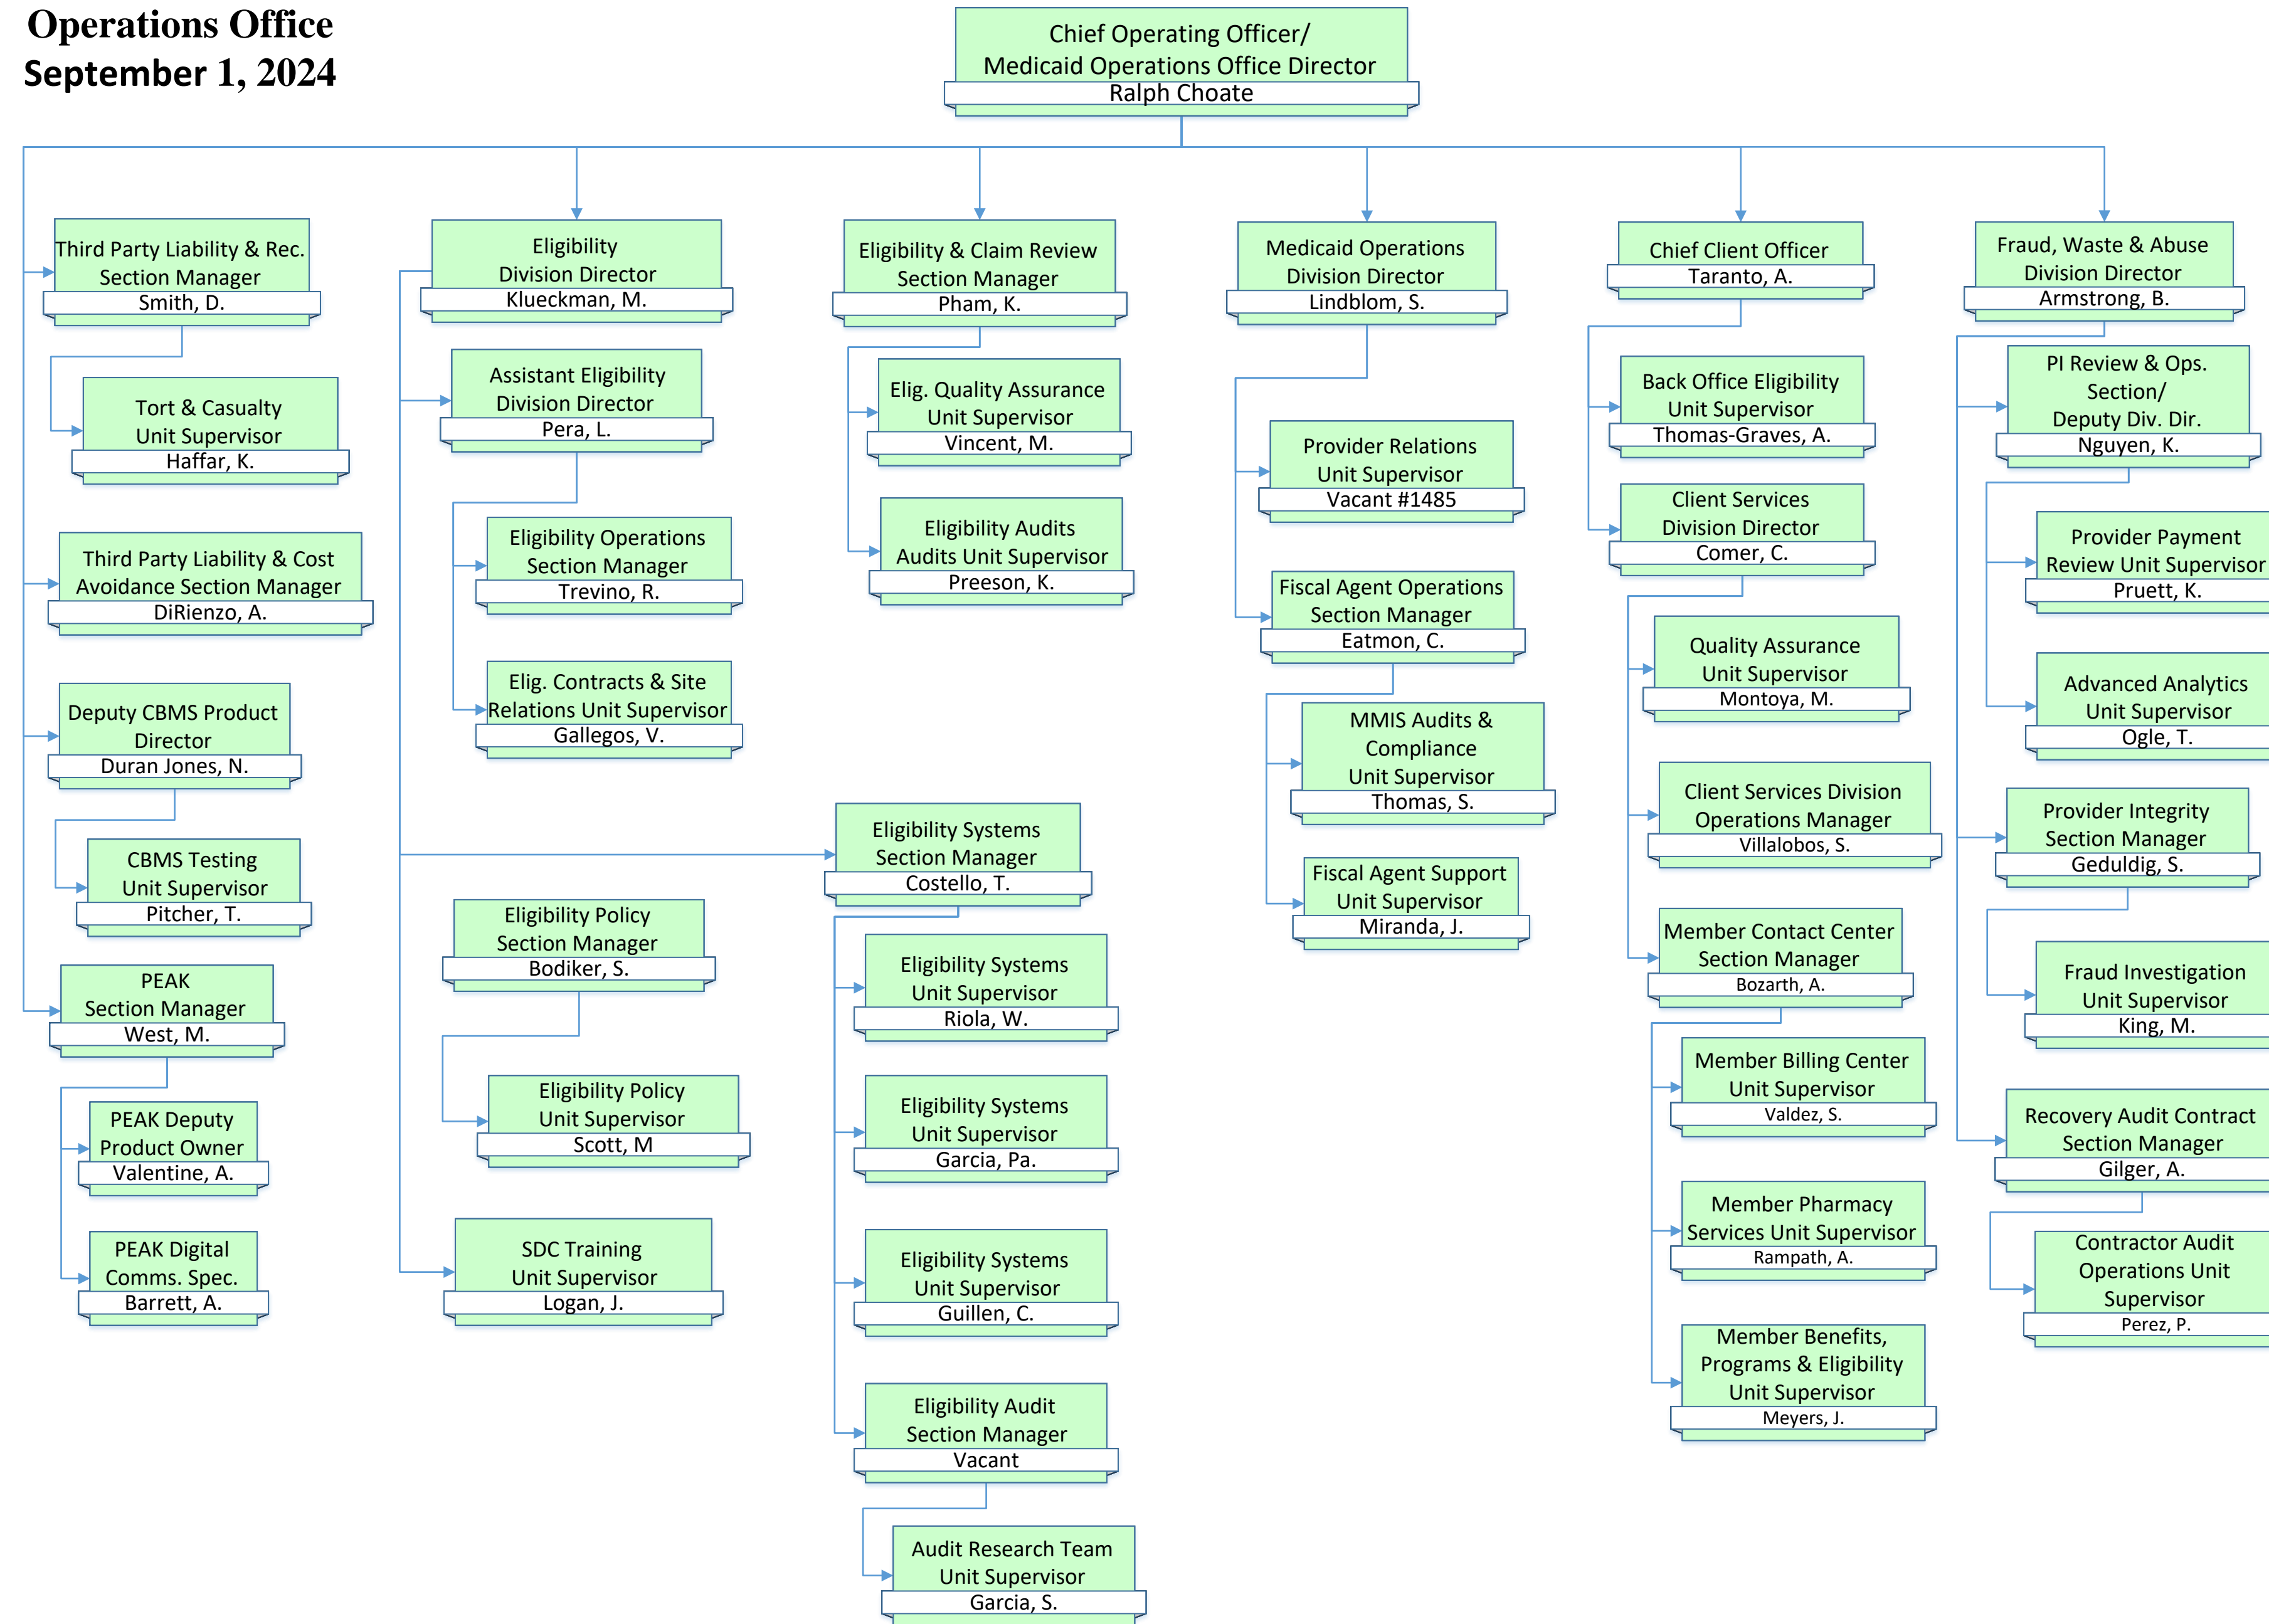 Operations Office
September 1, 2024
Chief Operating Officer/
Medicaid Operations Office Director
Ralph Choate
Third Party Liability & Rec.
Section Manager
Smith, D.
Tort & Casualty
Unit Supervisor
Haffar, K.
Third Party Liability & Cost
Avoidance Section Manager
DiRienzo, A.
Deputy CBMS Product
Director
Duran Jones, N.
CBMS Testing
Unit Supervisor
Pitcher, T.
PEAK
Section Manager
West, M.
PEAK Deputy
Product Owner
Valentine, A.
PEAK Digital
Comms. Spec.
Barrett, A.
Eligibility
Division Director
Klueckman, M.
Assistant Eligibility
Division Director
Pera, L.
Eligibility Operations
Section Manager
Trevino, R.
Elig. Contracts & Site
Relations Unit Supervisor
Gallegos, V.
Eligibility Policy
Section Manager
Bodiker, S.
Eligibility Policy
Unit Supervisor
Scott, M
SDC Training
Unit Supervisor
Logan, J.
Eligibility & Claim Review
Section Manager
Pham, K.
Elig. Quality Assurance
Unit Supervisor
Vincent, M.
Eligibility Audits
Audits Unit Supervisor
Preeson, K.
Eligibility Systems
Section Manager
Costello, T.
Eligibility Systems
Unit Supervisor
Riola, W.
Eligibility Systems
Unit Supervisor
Garcia, Pa.
Eligibility Systems
Unit Supervisor
Guillen, C.
Eligibility Audit
Section Manager
Vacant
Audit Research Team
Unit Supervisor
Garcia, S.
Medicaid Operations
Division Director
Lindblom, S.
Provider Relations
Unit Supervisor
Vacant #1485
Fiscal Agent Operations
Section Manager
Eatmon, C.
MMIS Audits &
Compliance
Unit Supervisor
Thomas, S.
Fiscal Agent Support
Unit Supervisor
Miranda, J.
Chief Client Officer
Taranto, A.
Back Office Eligibility
Unit Supervisor
Thomas-Graves, A.
Client Services
Division Director
Comer, C.
Quality Assurance
Unit Supervisor
Montoya, M.
Client Services Division
Operations Manager
Villalobos, S.
Member Contact Center
Section Manager
Bozarth, A.
Member Billing Center
Unit Supervisor
Valdez, S.
Member Pharmacy
Services Unit Supervisor
Rampath, A.
Member Benefits,
Programs & Eligibility
Unit Supervisor
Meyers, J.
Fraud, Waste & Abuse
Division Director
Armstrong, B.
PI Review & Ops.
Section/
Deputy Div. Dir.
Nguyen, K.
Provider Payment
Review Unit Supervisor
Pruett, K.
Advanced Analytics
Unit Supervisor
Ogle, T.
Provider Integrity
Section Manager
Geduldig, S.
Fraud Investigation
Unit Supervisor
King, M.
Recovery Audit Contract
Section Manager
Gilger, A.
Contractor Audit
Operations Unit
Supervisor
Perez, P.